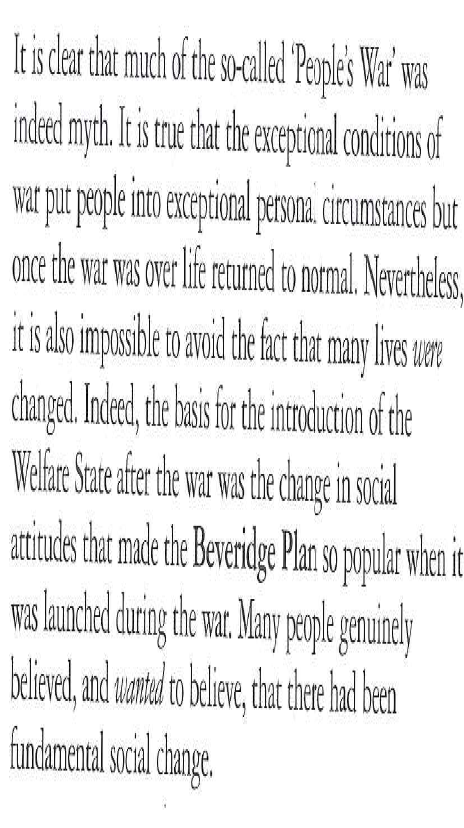 It is clear that much of the so-called 'People's War' was
indeed myth. It is true that the exceptional conditions of
war put people into exceptional personal circumstances but
once the war was over life returned to normal. Nevertheless,
it is also impossible to avoid the fact that many lives were
changed. Indeed, the basis for the introduction of the
Welfare State after the war was the change in social
attitudes that made the Beveridge Plan so popular when it
was launched during the war. Many people genuinely
believed, and wanted to believe, that there had been
fundamental social change.